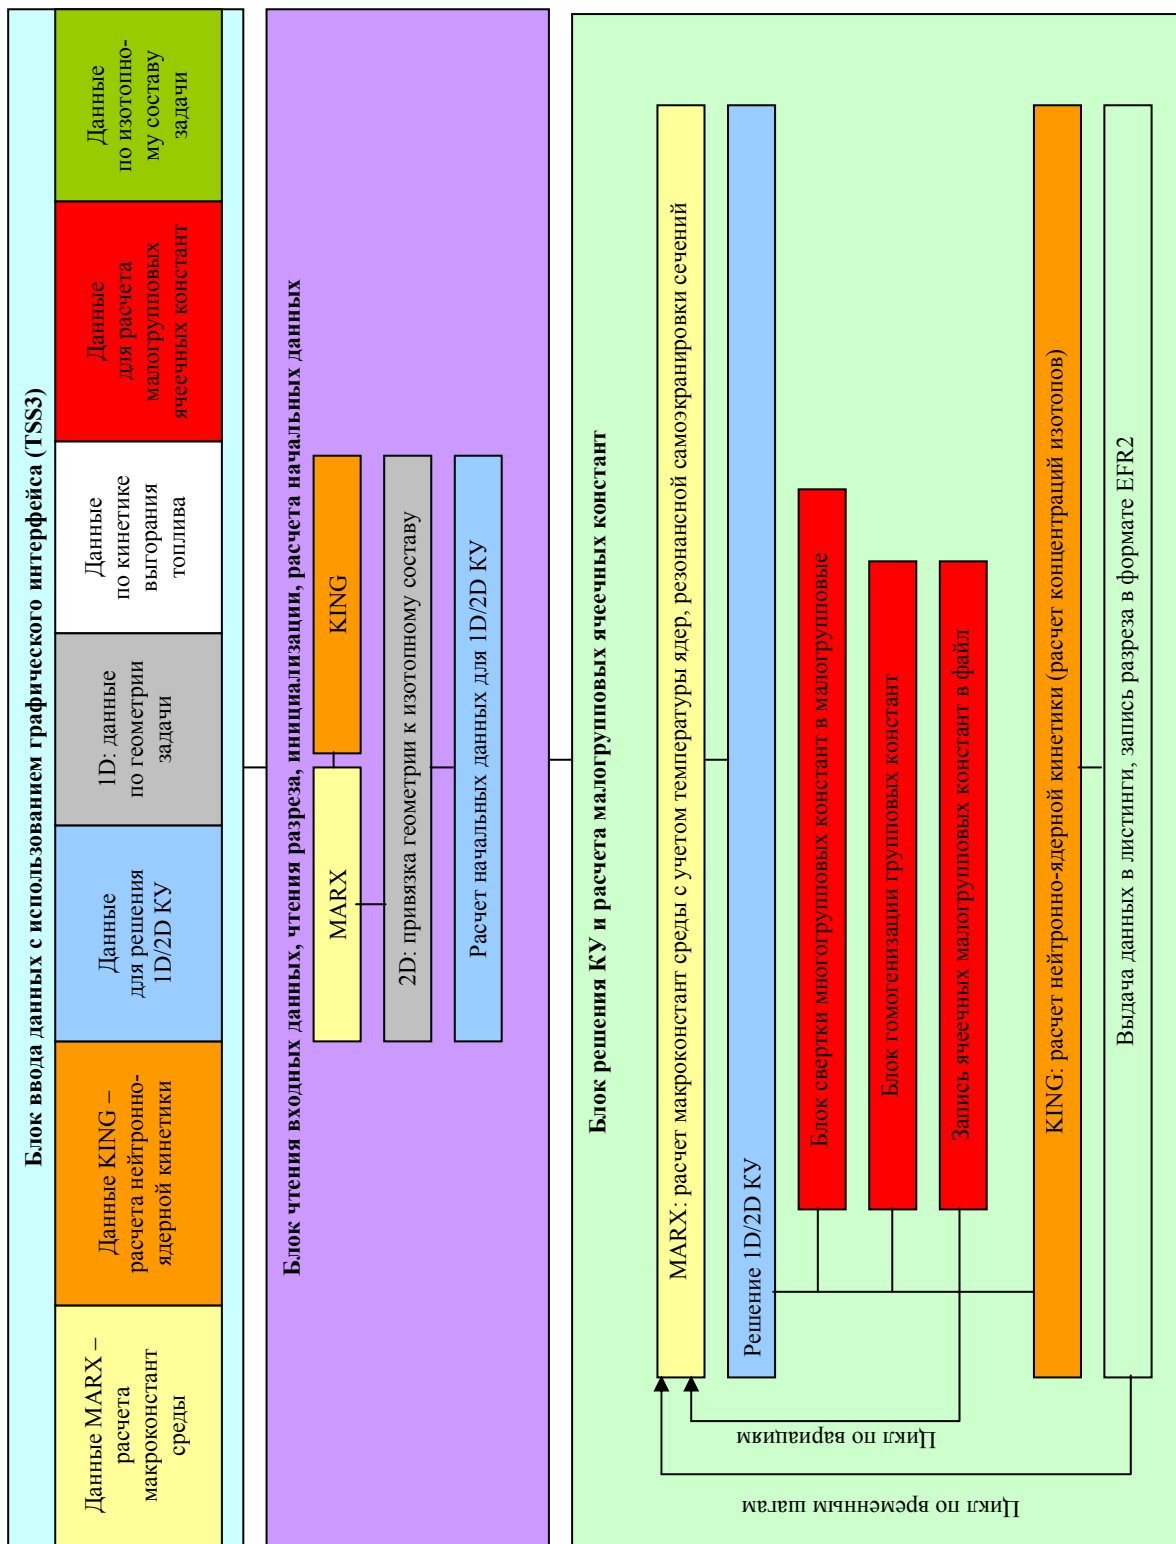 Блок ввода данных с использованием графического интерфейса (TSS3)
Данные MARX –
расчета
макроконстант
среды
Данные KING –
расчета нейтронно-
ядерной кинетики
Данные
для решения
1D/2D КУ
1D: данные
по геометрии
задачи
Данные
по кинетике
выгорания
топлива
Данные
для расчета
малогрупповых
ячеечных констант
Данные
по изотопно-
му составу
задачи
Блок чтения входных данных, чтения разреза, инициализации, расчета начальных данных
MARX
KING
2D: привязка геометрии к изотопному составу
Расчет начальных данных для 1D/2D КУ
Блок решения КУ и расчета малогрупповых ячеечных констант
MARX: расчет макроконстант среды с учетом температуры ядер, резонансной самоэкранировки сечений
Решение 1D/2D КУ
Блок свертки многогрупповых констант в малогрупповые
Блок гомогенизации групповых констант
Запись ячеечных малогрупповых констант в файл
KING: расчет нейтронно-ядерной кинетики (расчет концентраций изотопов)
Выдача данных в листинги, запись разреза в формате EFR2
Цикл по вариациям
Цикл по временным шагам